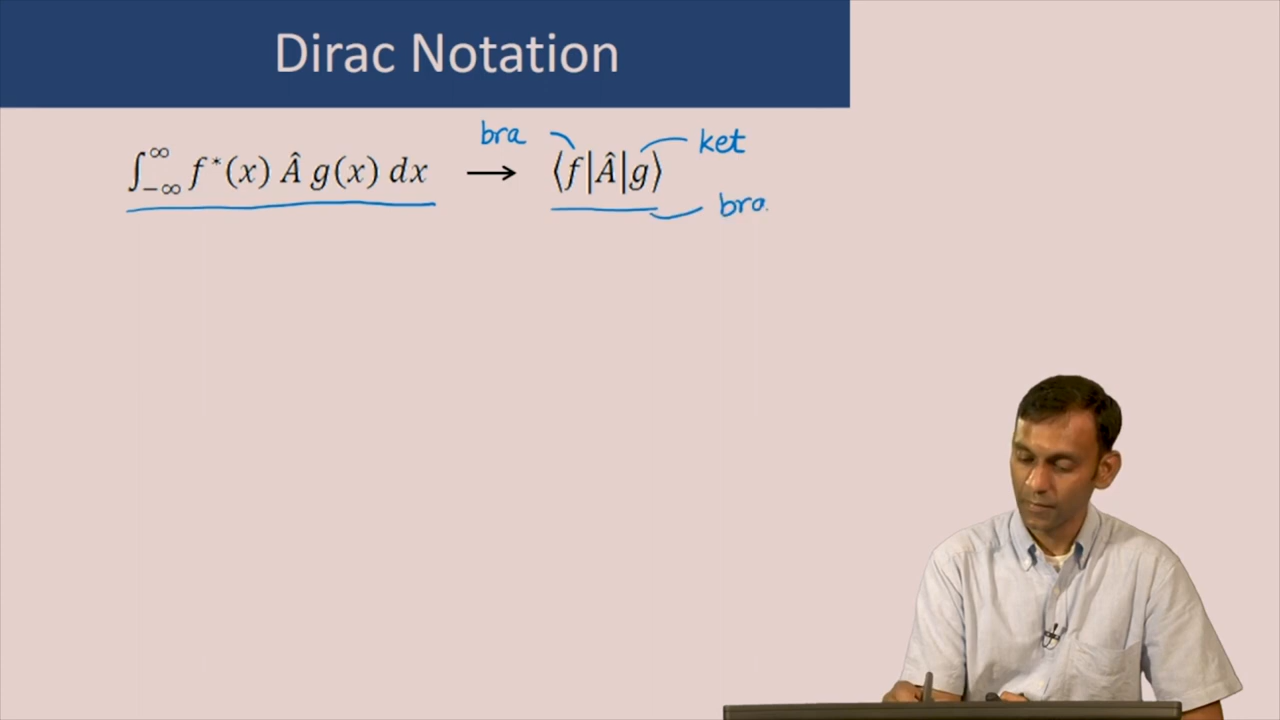 Dirac Notation
bra ket
∫_{-∞}^{∞} f*(x) Â g(x) dx → ⟨f|Â|g⟩
bra